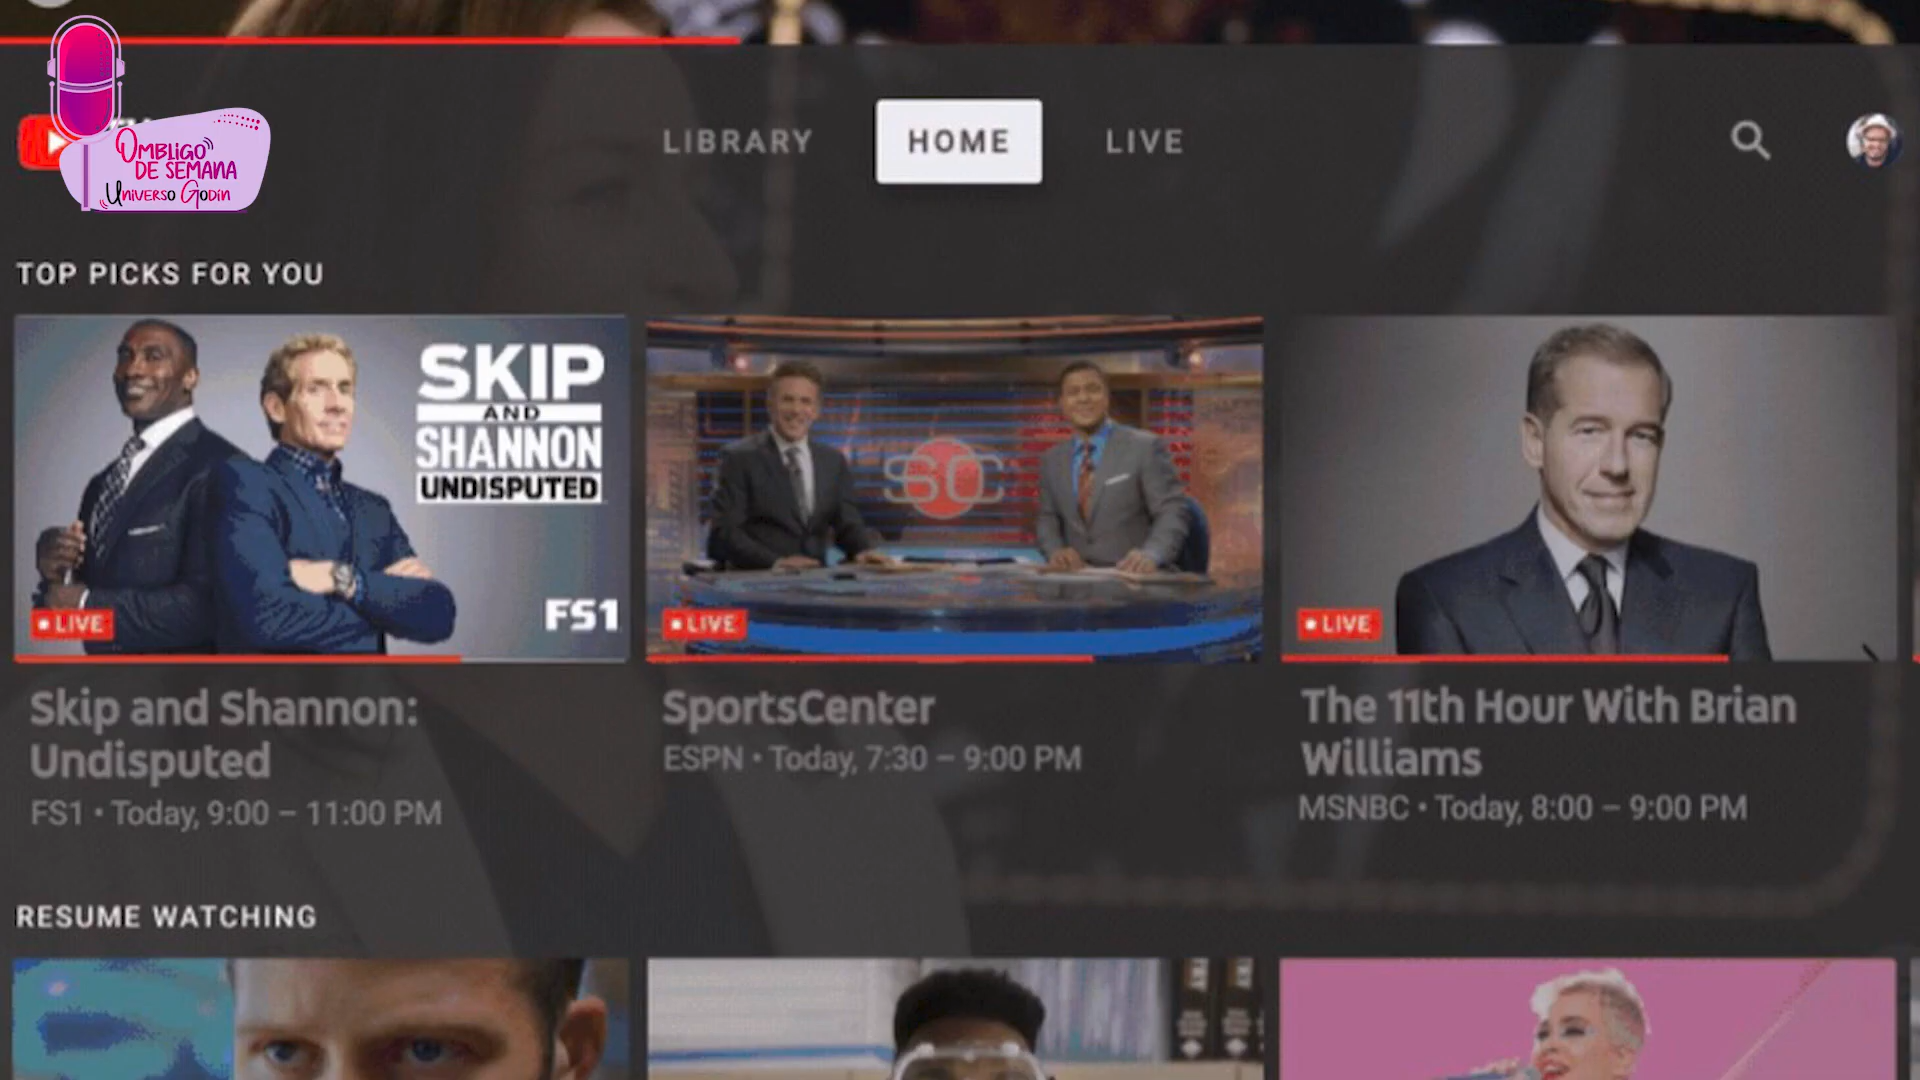 OMBLIGO
DE SEMANA
UNIVERSO GODÍN
LIBRARY
HOME
LIVE
TOP PICKS FOR YOU
SKIP
AND
SHANNON
UNDISPUTED
FS1
LIVE
SC
LIVE
LIVE
Skip and Shannon:
Undisputed
FS1 • Today, 9:00 – 11:00 PM
SportsCenter
ESPN • Today, 7:30 – 9:00 PM
The 11th Hour With Brian
Williams
MSNBC • Today, 8:00 – 9:00 PM
RESUME WATCHING